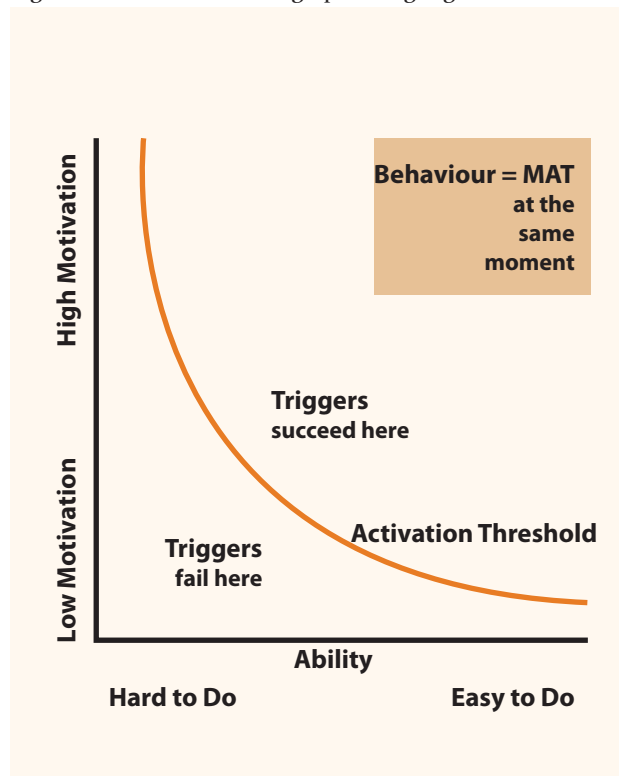 Behaviour = MAT
at the
same
moment
High Motivation
Triggers
succeed here
Activation Threshold
Triggers
fail here
Low Motivation
Ability
Hard to Do
Easy to Do